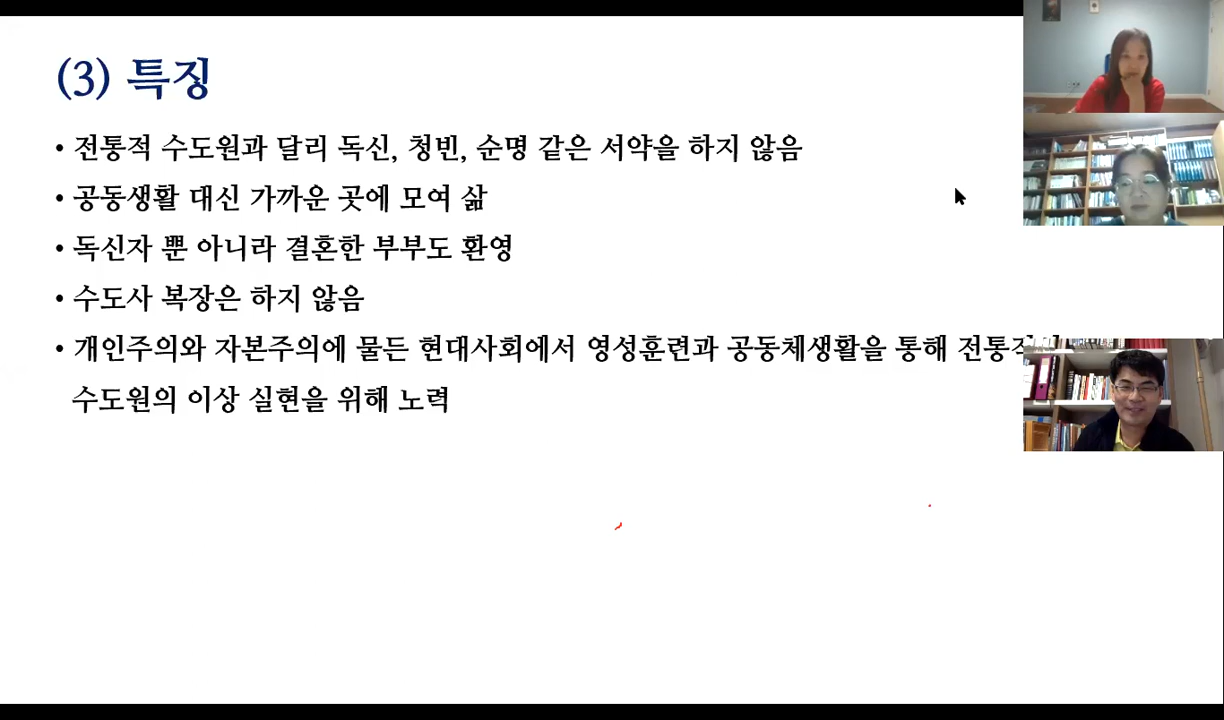 (3) 특징
• 전통적 수도원과 달리 독신, 청빈, 순명 같은 서약을 하지 않음
• 공동생활 대신 가까운 곳에 모여 삶
• 독신자 뿐 아니라 결혼한 부부도 환영
• 수도사 복장은 하지 않음
• 개인주의와 자본주의에 물든 현대사회에서 영성훈련과 공동체생활을 통해
수도원의 이상 실현을 위해 노력